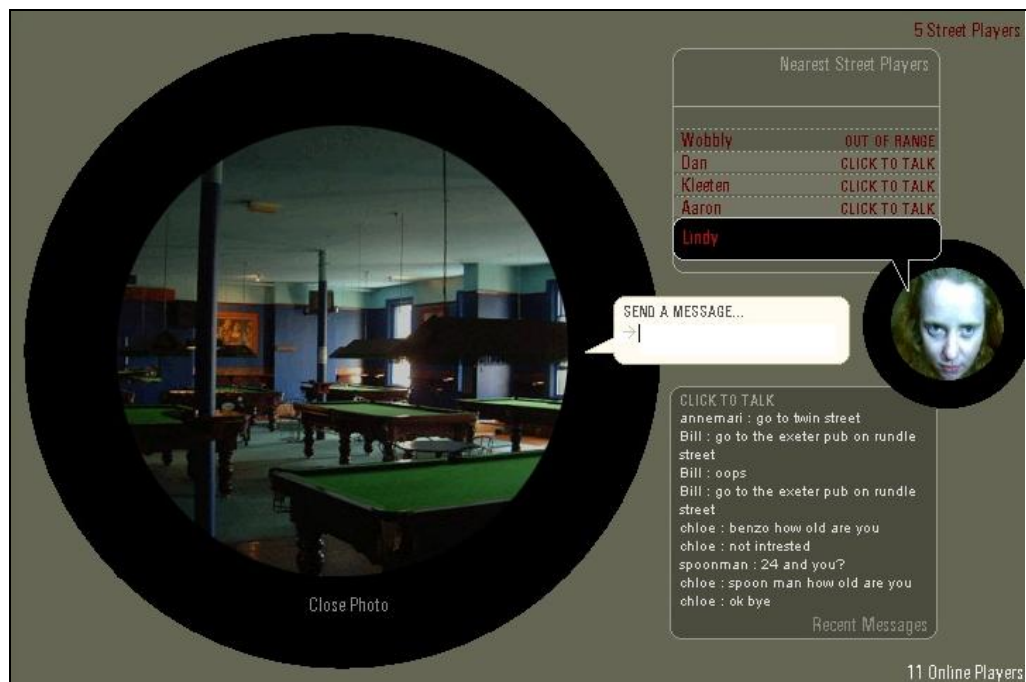 5 Street Players
Nearest Street Players
Wobbly OUT OF RANGE
Dan CLICK TO TALK
Kleeten CLICK TO TALK
Aaron CLICK TO TALK
Lindy
SEND A MESSAGE...
→
CLICK TO TALK
annemari : go to twin street
Bill : go to the exeter pub on rundle
street
Bill : oops
Bill : go to the exeter pub on rundle
street
chloe : benzo how old are you
chloe : not intrested
spoonman : 24 and you?
chloe : spoon man how old are you
chloe : ok bye
Recent Messages
Close Photo
11 Online Players